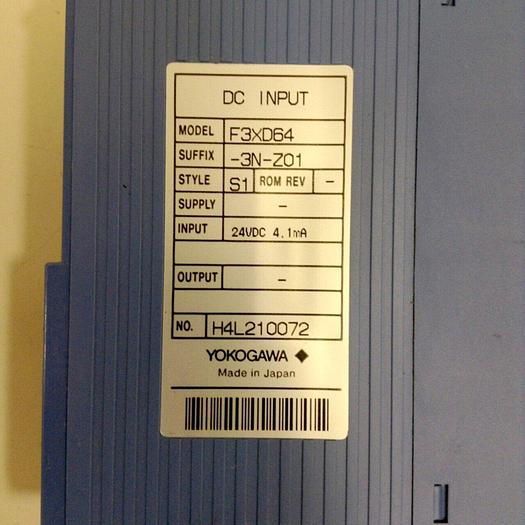 DC INPUT
MODEL F3XD64
SUFFIX -3N-Z01
STYLE S1 ROM REV -
SUPPLY -
INPUT 24VDC 4.1mA
OUTPUT -
NO. H4L210072
YOKOGAWA
Made in Japan